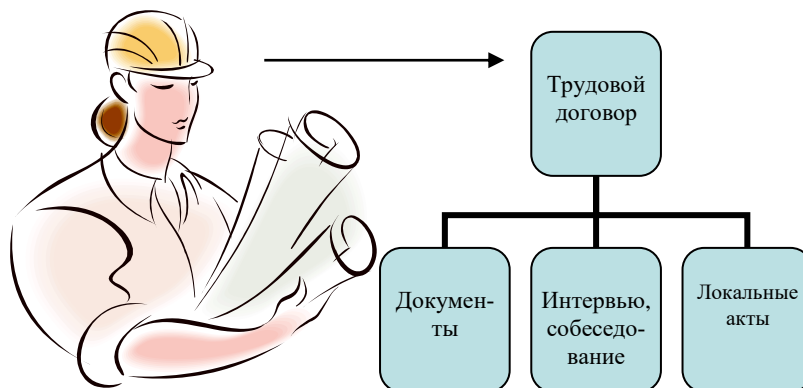 Трудовой
договор
Докумен-
ты
Интервью,
собеседо-
вание
Локальные
акты